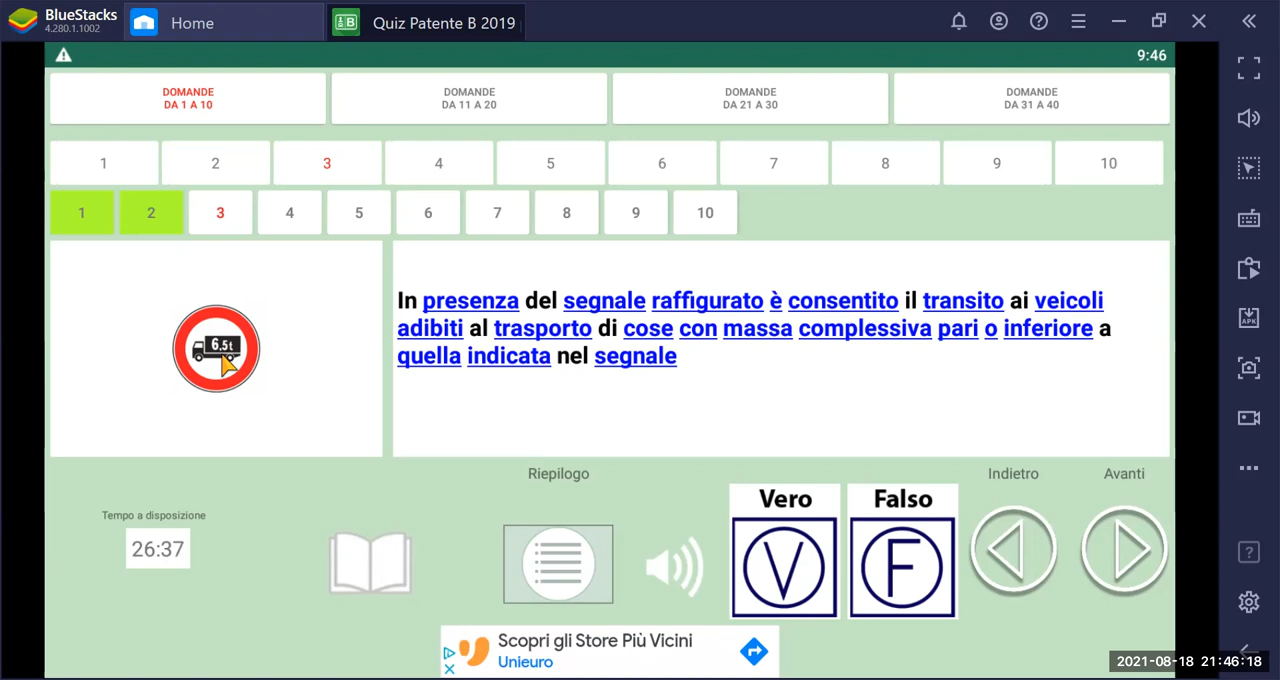 BlueStacks
4.280.1.1002
Home
Quiz Patente B 2019
9:46
DOMANDE
DA 1 A 10
DOMANDE
DA 11 A 20
DOMANDE
DA 21 A 30
DOMANDE
DA 31 A 40
1 2 3 4 5 6 7 8 9 10
1 2 3 4 5 6 7 8 9 10
6.5t
In presenza del segnale raffigurato è consentito il transito ai veicoli
adibiti al trasporto di cose con massa complessiva pari o inferiore a
quella indicata nel segnale
Riepilogo
Indietro
Avanti
Vero
Falso
Tempo a disposizione
26:37
V
F
Scopri gli Store Più Vicini
Unieuro
APK
2021-08-18 21:46:18